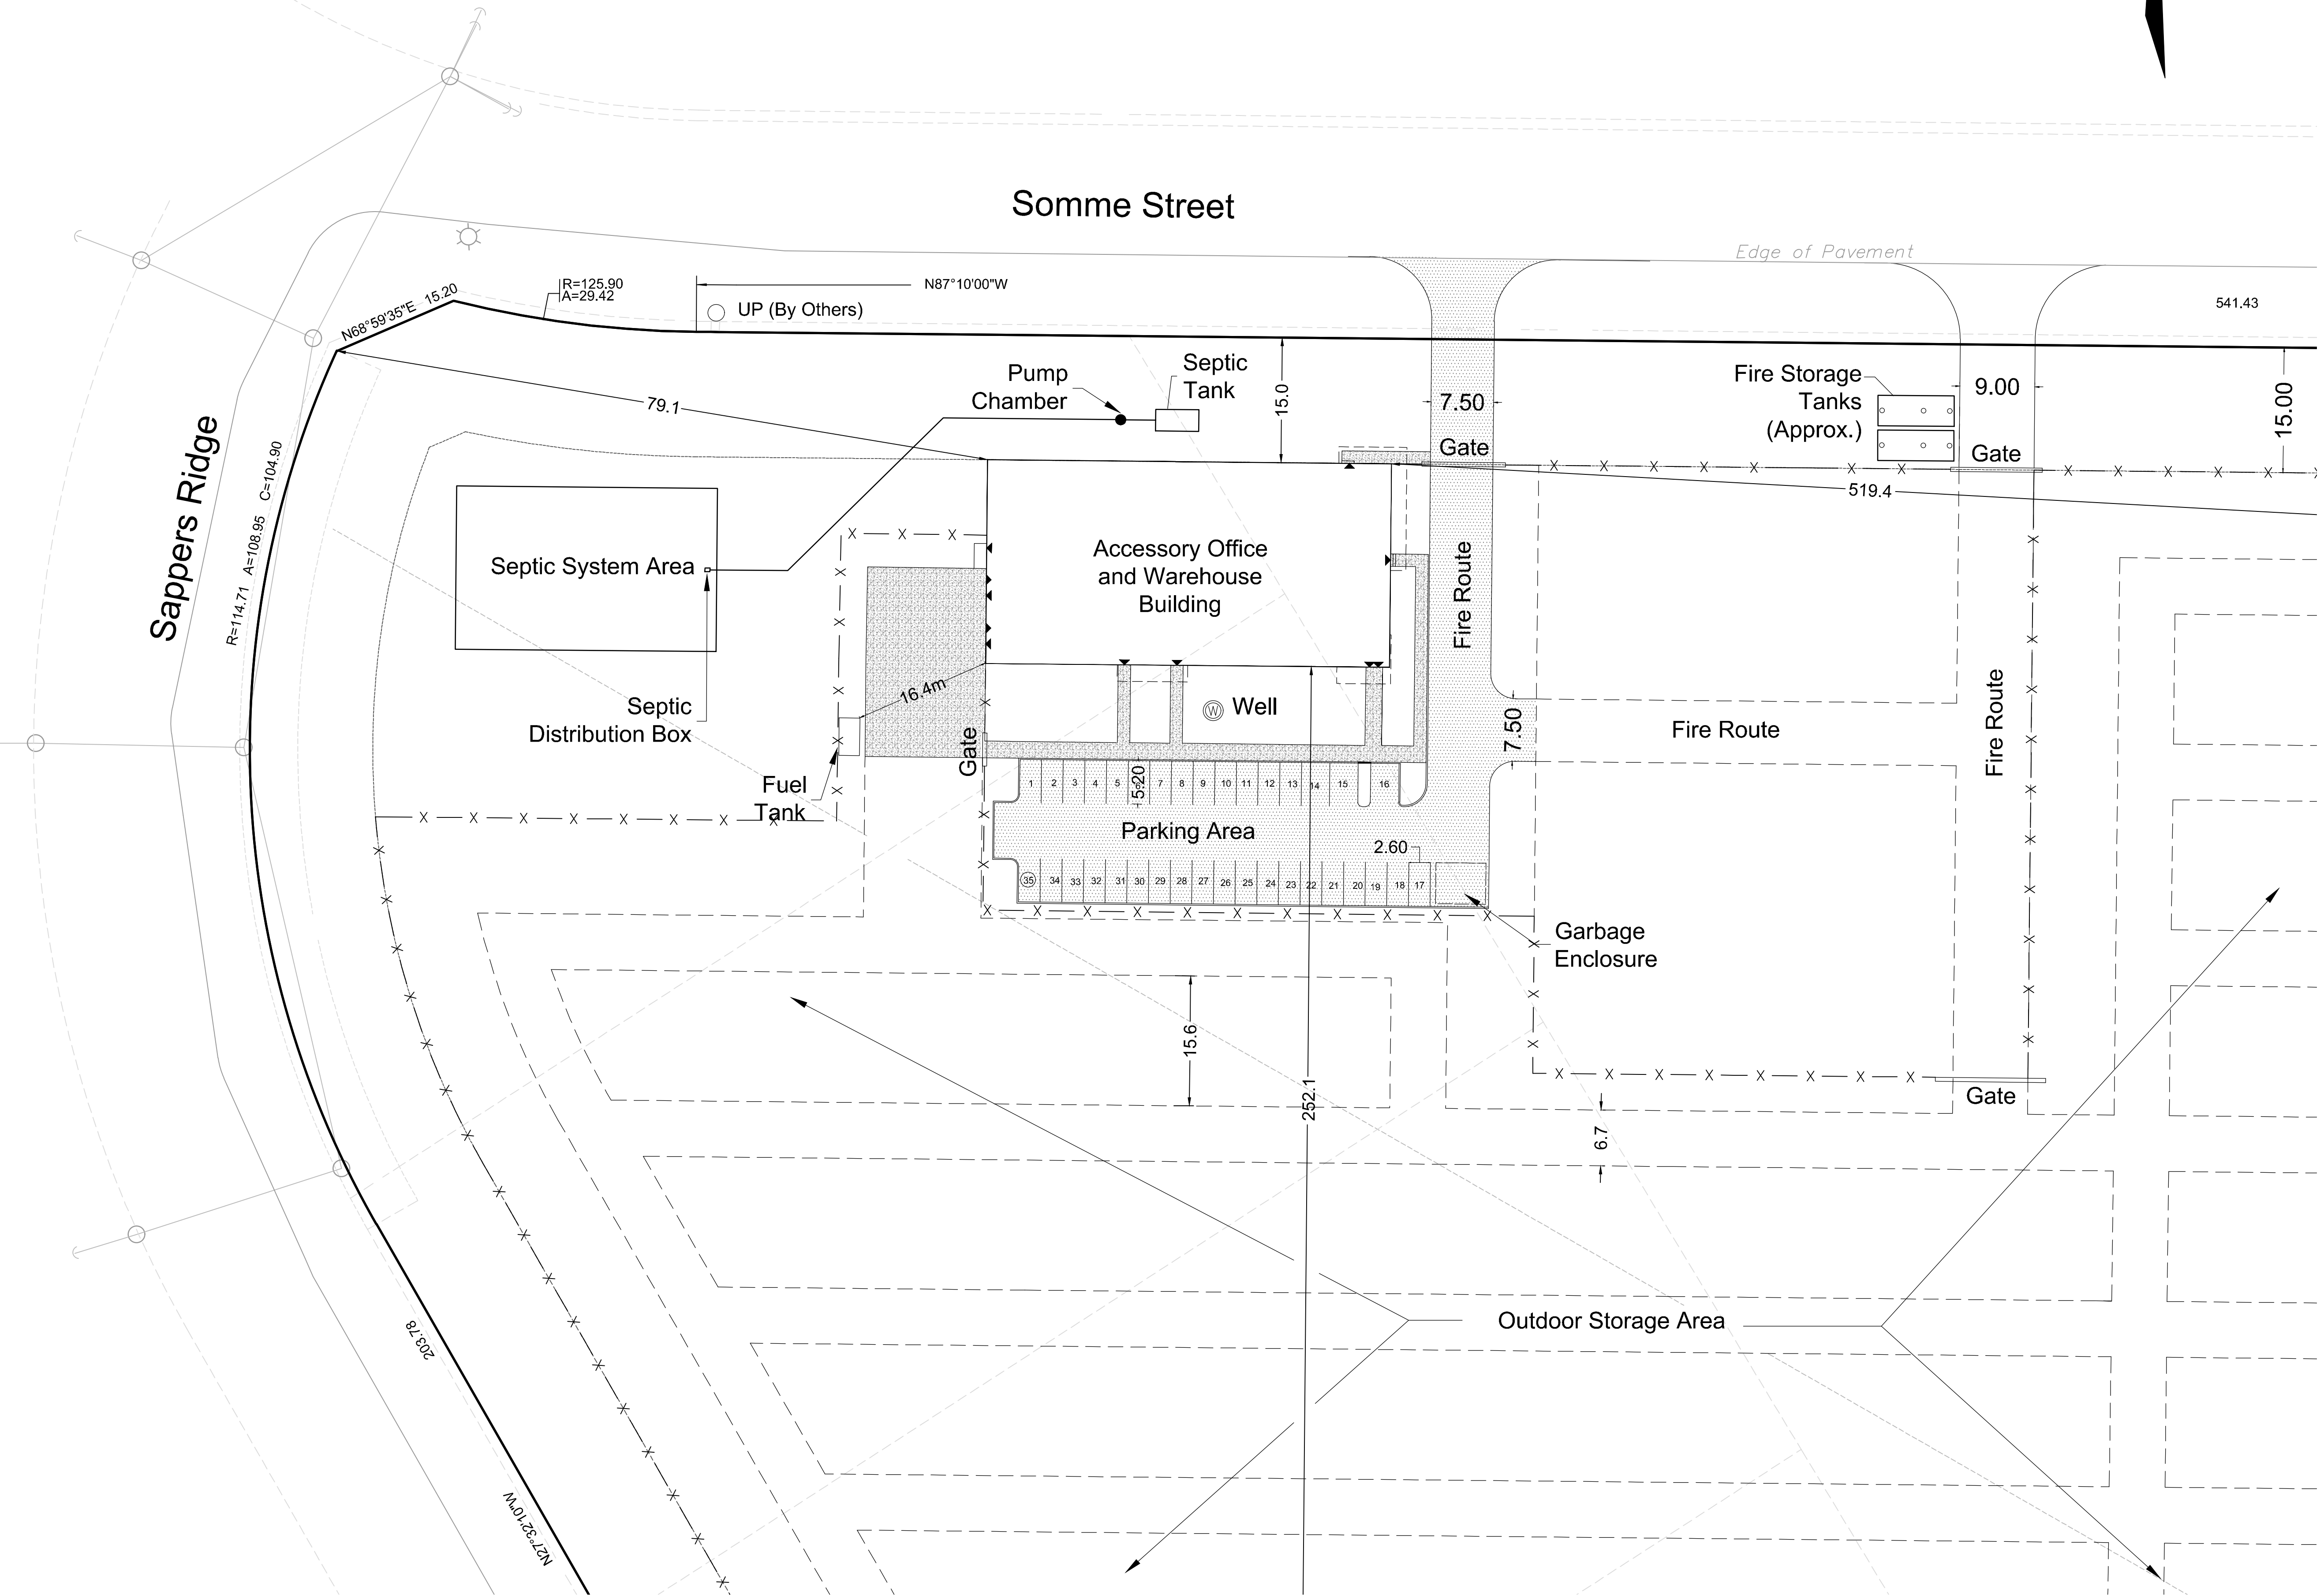 Somme Street
Edge of Pavement
R=125.90
A=29.42
N87°10'00"W
541.43
UP (By Others)
N68°59'35"E 15.20
Sappers Ridge
R=114.71 A=108.95 C=104.90
79.1
Pump
Chamber
Septic
Tank
15.0
7.50
Gate
Fire Storage
Tanks
(Approx.)
9.00
Gate
15.00
519.4
Septic System Area
Accessory Office
and Warehouse
Building
Fire Route
16.4m
Septic
Distribution Box
W
Well
Gate
7.50
Fire Route
Fire Route
Fuel
Tank
1 2 3 4 5 5.20 7 8 9 10 11 12 13 14 15 16
Parking Area
2.60
35 34 33 32 31 30 29 28 27 26 25 24 23 22 21 20 19 18 17
Garbage
Enclosure
15.6
252.1
Gate
6.7
Outdoor Storage Area
203.78
N27°32'10"W